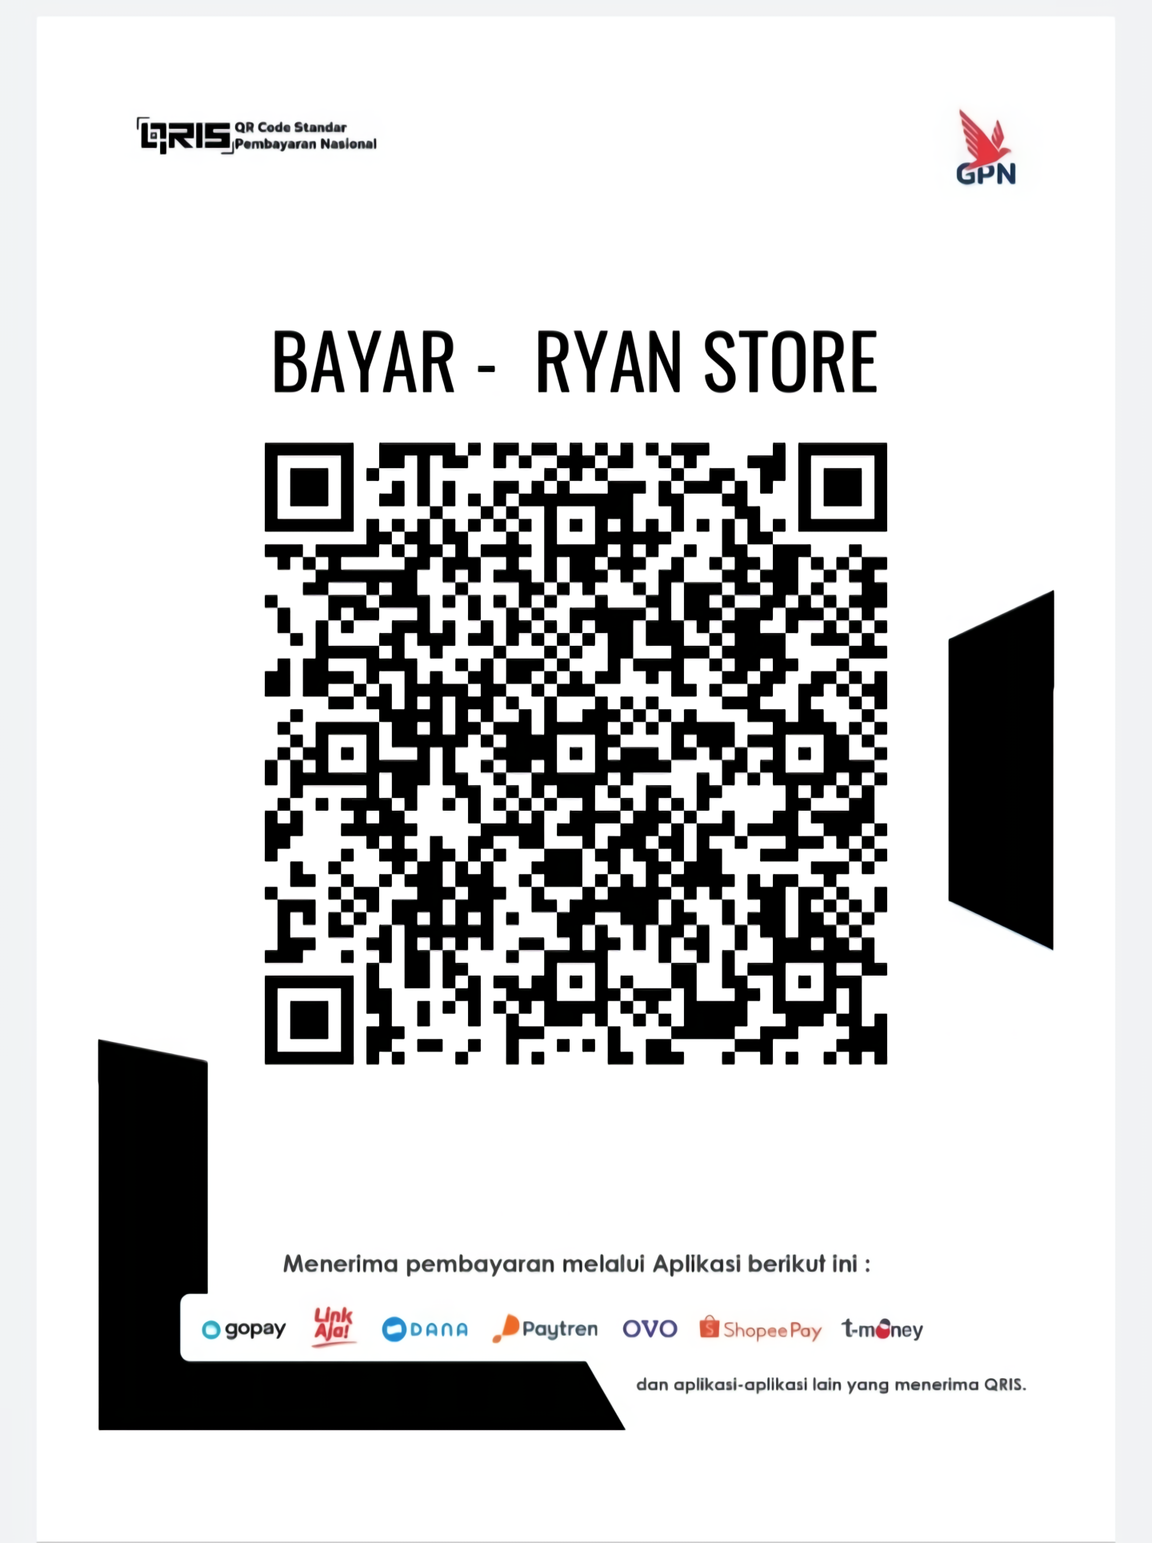 QRIS
QR Code Standar
Pembayaran Nasional
GPN
BAYAR - RYAN STORE
Menerima pembayaran melalui Aplikasi berikut ini :
gopay LinkAja! DANA Paytren OVO S ShopeePay t-money
dan aplikasi-aplikasi lain yang menerima QRIS.